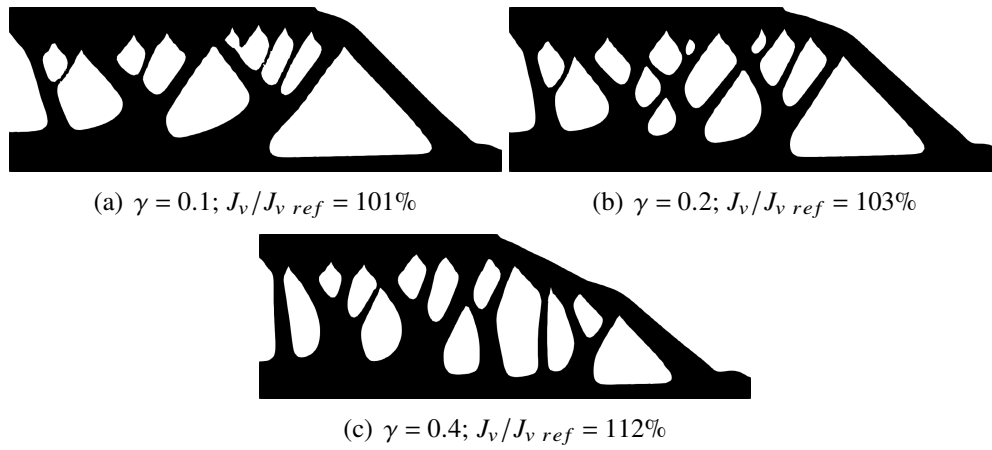 (a) γ = 0.1; J_v/J_v ref = 101%
(b) γ = 0.2; J_v/J_v ref = 103%
(c) γ = 0.4; J_v/J_v ref = 112%